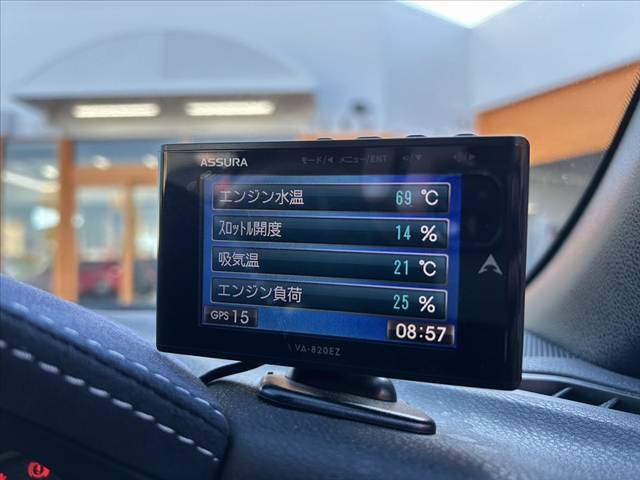 ASSURA モード/◀ メニュー/ENT ◁/▼
エンジン水温 69 ℃
スロットル開度 14 %
吸気温 21 ℃
エンジン負荷 25 %
GPS 15 08:57
VA-820EZ